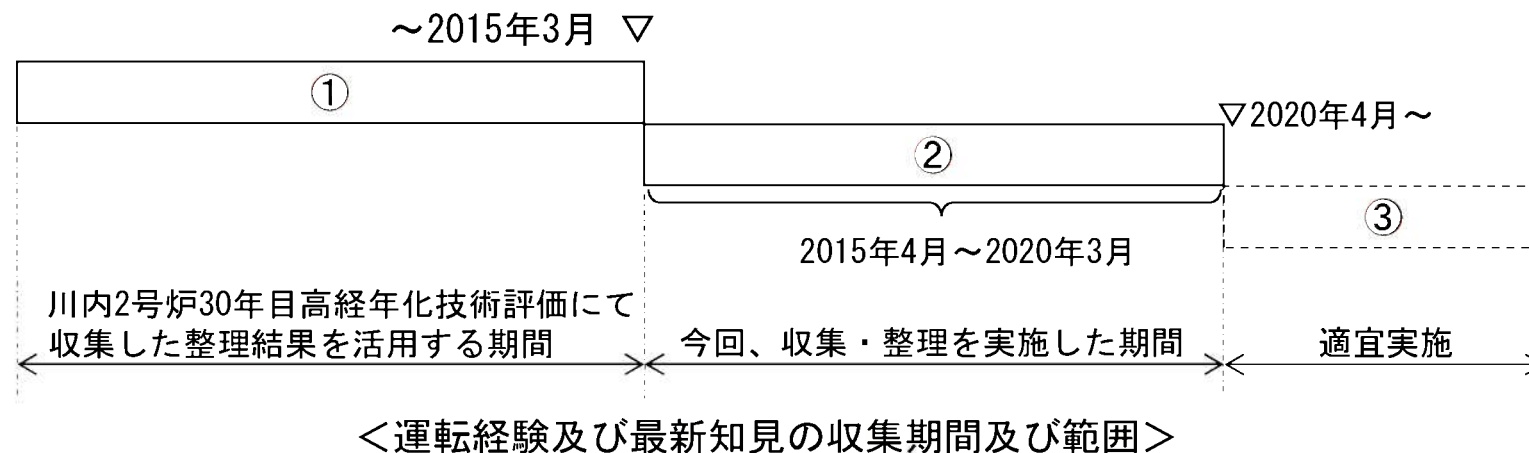 ～2015年3月 ▽
①
▽2020年4月～
②
③
2015年4月～2020年3月
川内2号炉30年目高経年化技術評価にて
収集した整理結果を活用する期間
今回、収集・整理を実施した期間
適宜実施
＜運転経験及び最新知見の収集期間及び範囲＞